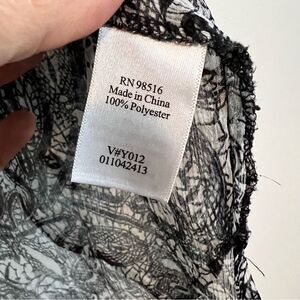 RN 98516
Made in China
100% Polyester
V#Y012
011042413